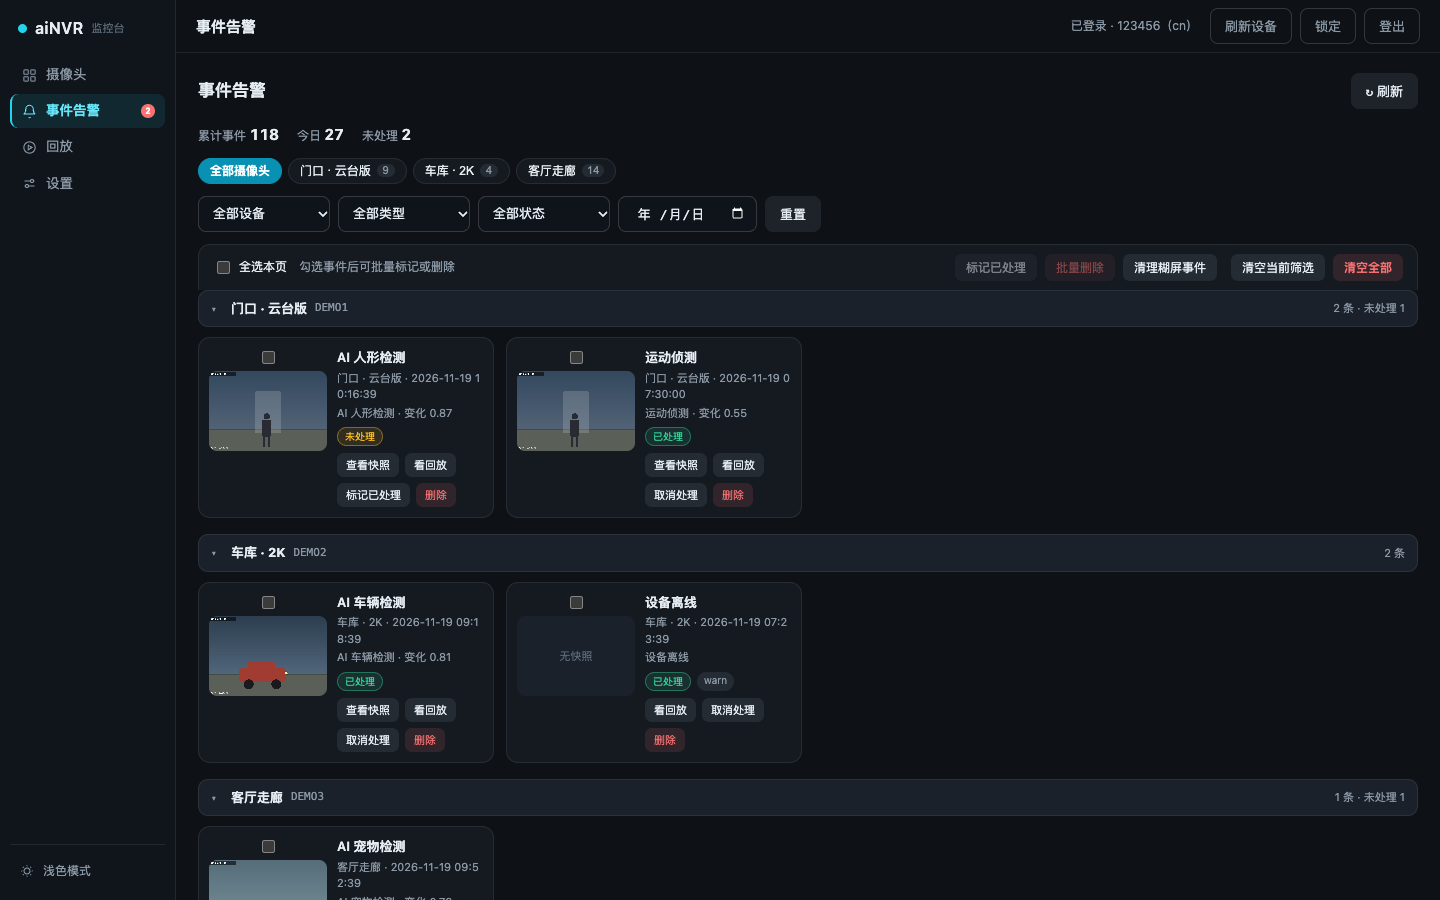 aiNVR 监控台
摄像头
事件告警 2
回放
设置
浅色模式
事件告警
已登录 · 123456 (cn) 刷新设备 锁定 登出
事件告警
↻ 刷新
累计事件 118 今日 27 未处理 2
全部摄像头 门口 · 云台版 9 车库 · 2K 4 客厅走廊 14
全部设备 全部类型 全部状态 年 /月/日 重置
全选本页 勾选事件后可批量标记或删除 标记已处理 批量删除 清理糊屏事件 清空当前筛选 清空全部
▾ 门口 · 云台版 DEMO1 2 条 · 未处理 1
AI 人形检测
门口 · 云台版 · 2026-11-19 1
0:16:39
AI 人形检测 · 变化 0.87
未处理
查看快照 看回放
标记已处理 删除
运动侦测
门口 · 云台版 · 2026-11-19 0
7:30:00
运动侦测 · 变化 0.55
已处理
查看快照 看回放
取消处理 删除
▾ 车库 · 2K DEMO2 2 条
AI 车辆检测
车库 · 2K · 2026-11-19 09:1
8:39
AI 车辆检测 · 变化 0.81
已处理
查看快照 看回放
取消处理 删除
无快照
设备离线
车库 · 2K · 2026-11-19 07:2
3:39
设备离线
已处理 warn
看回放 取消处理
删除
▾ 客厅走廊 DEMO3 1 条 · 未处理 1
AI 宠物检测
客厅走廊 · 2026-11-19 09:5
2:39